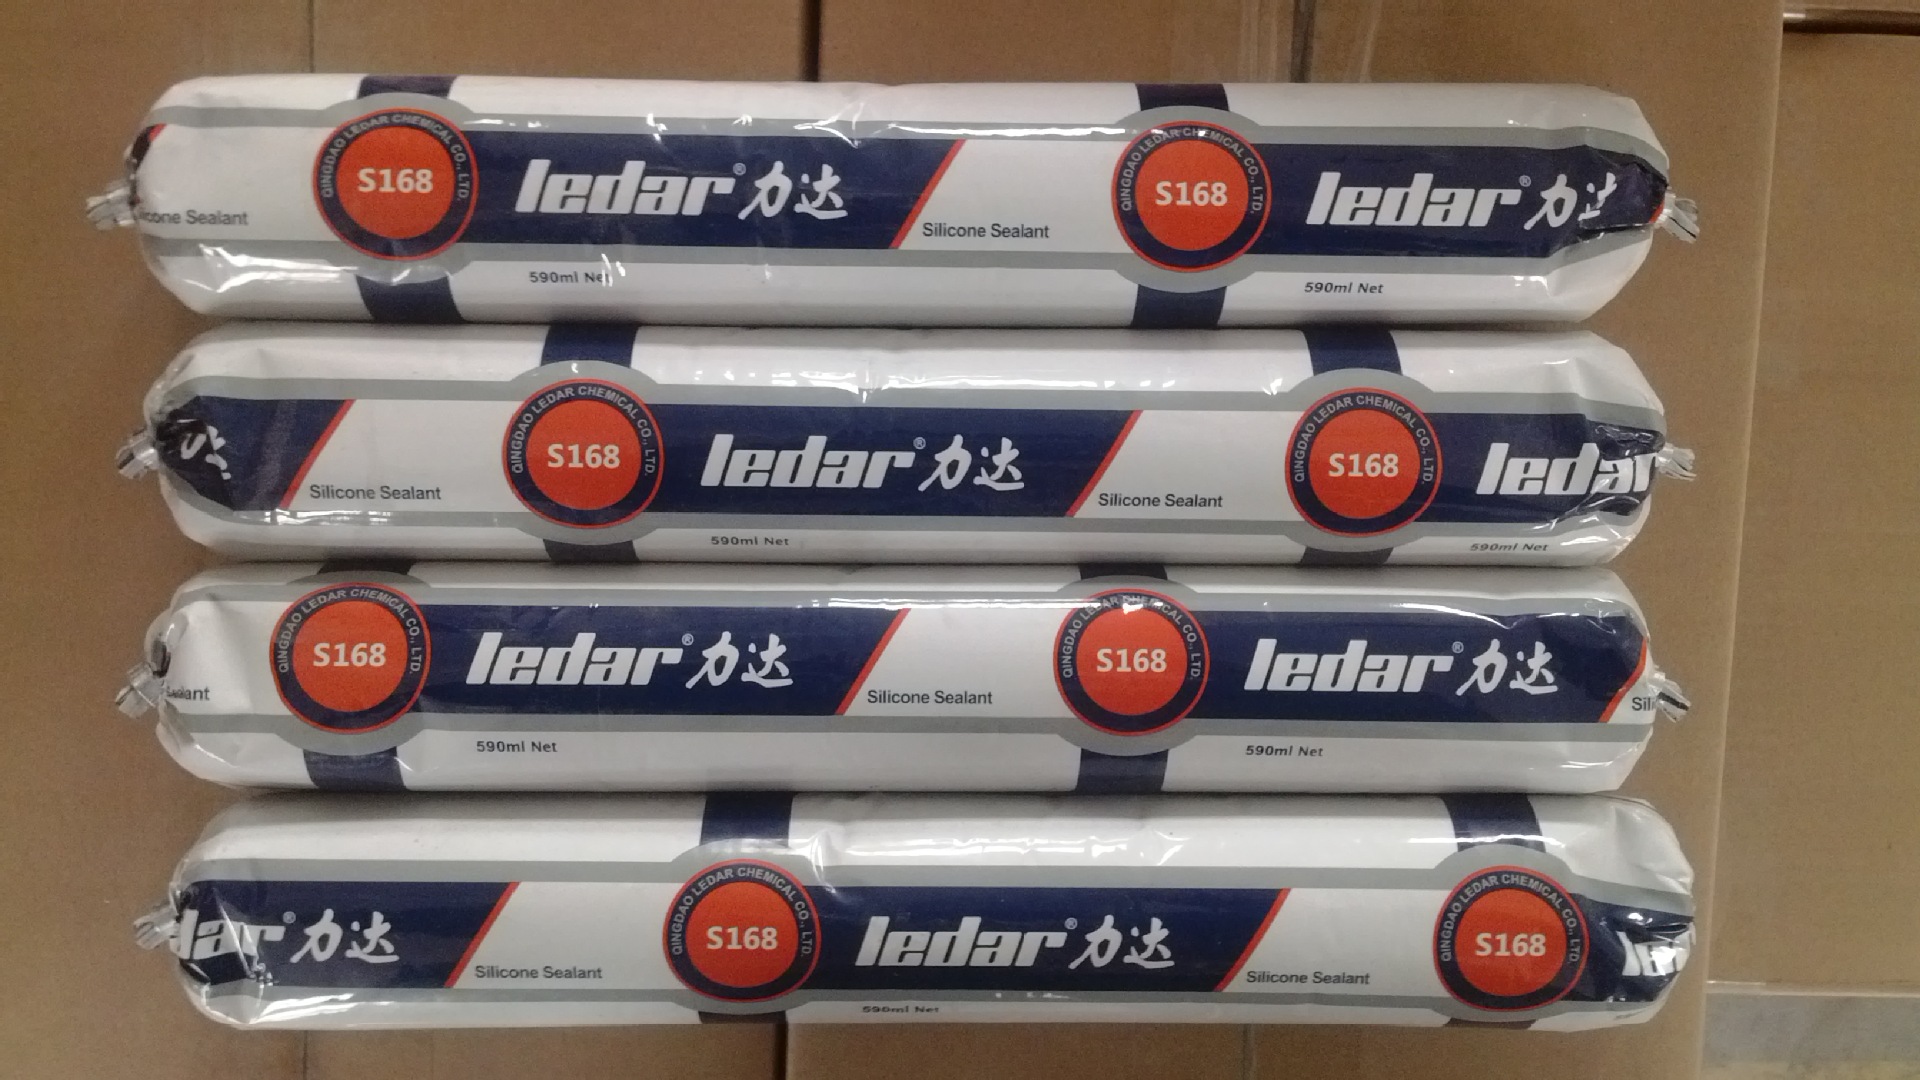 QINGDAO LEDAR CHEMICAL CO., LTD. QINGDAO LEDAR CHEMICAL CO., LTD.
S168 ledar® 力达 S168 ledar® 力达
Sealant Silicone Sealant
590ml Net 590ml Net
QINGDAO LEDAR CHEMICAL CO., LTD. QINGDAO LEDAR CHEMICAL CO., LTD.
S168 ledar® 力达 S168 ledar
Silicone Sealant Silicone Sealant
590ml Net 590ml Net
QINGDAO LEDAR CHEMICAL CO., LTD. QINGDAO LEDAR CHEMICAL CO., LTD.
S168 ledar® 力达 S168 ledar® 力达
Silicone Sealant
590ml Net 590ml Net
QINGDAO LEDAR CHEMICAL CO., LTD. QINGDAO LEDAR CHEMICAL CO., LTD.
dar® 力达 S168 ledar® 力达 S168
Silicone Sealant Silicone Sealant
590ml Net